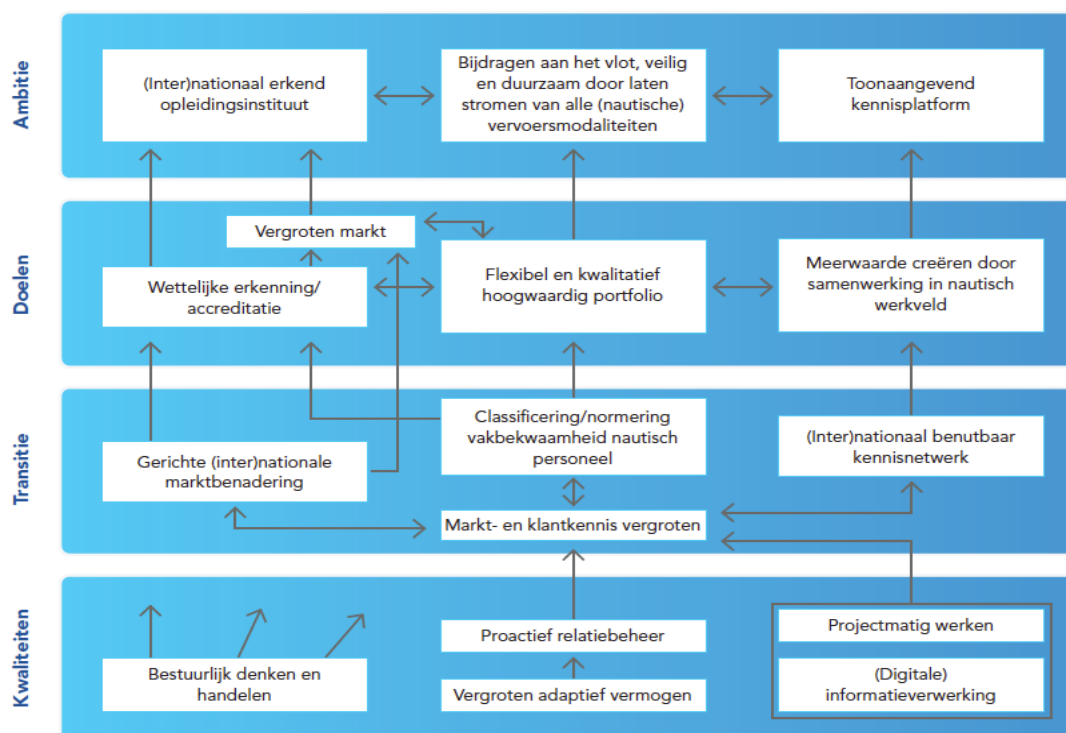 Ambitie
(Inter)nationaal erkend
opleidingsinstituut
Bijdragen aan het vlot, veilig
en duurzaam door laten
stromen van alle (nautische)
vervoersmodaliteiten
Toonaangevend
kennisplatform
Doelen
Vergroten markt
Wettelijke erkenning/
accreditatie
Flexibel en kwalitatief
hoogwaardig portfolio
Meerwaarde creëren door
samenwerking in nautisch
werkveld
Transitie
Gerichte (inter)nationale
marktbenadering
Classificering/normering
vakbekwaamheid nautisch
personeel
(Inter)nationaal benutbaar
kennisnetwerk
Markt- en klantkennis vergroten
Kwaliteiten
Bestuurlijk denken en
handelen
Proactief relatiebeheer
Vergroten adaptief vermogen
Projectmatig werken
(Digitale)
informatieverwerking